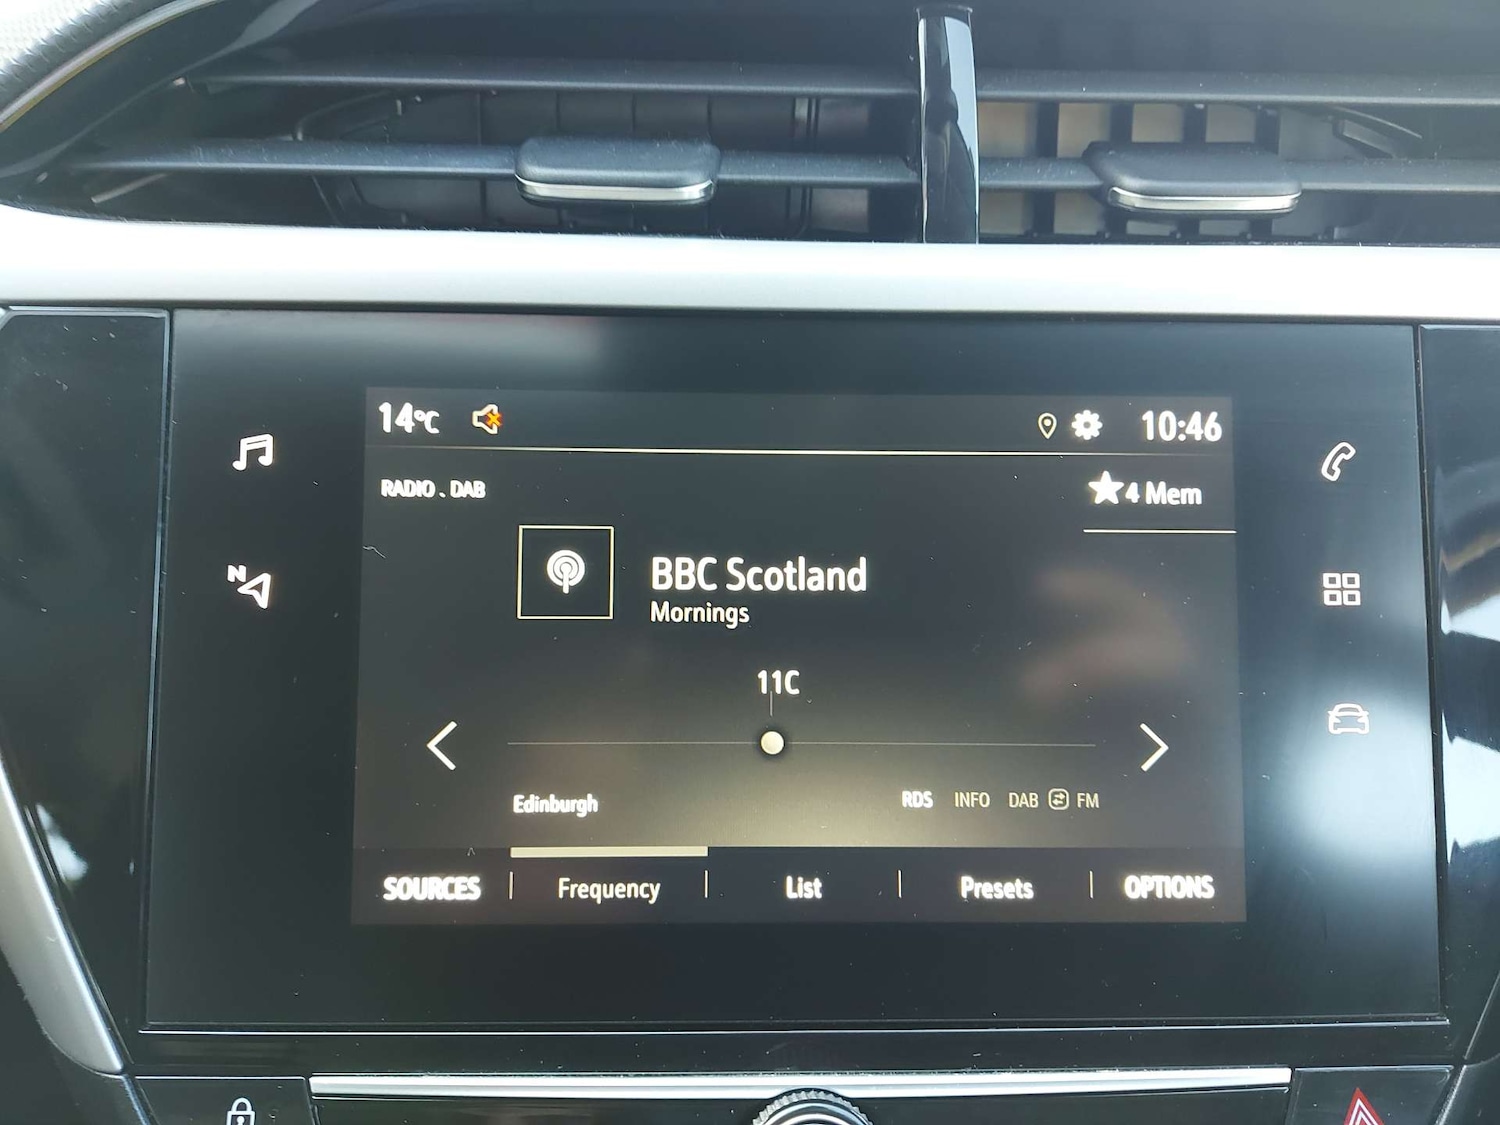 14°C 10:46
RADIO . DAB 4 Mem
N
BBC Scotland
Mornings
11C
Edinburgh RDS INFO DAB FM
SOURCES Frequency List Presets OPTIONS